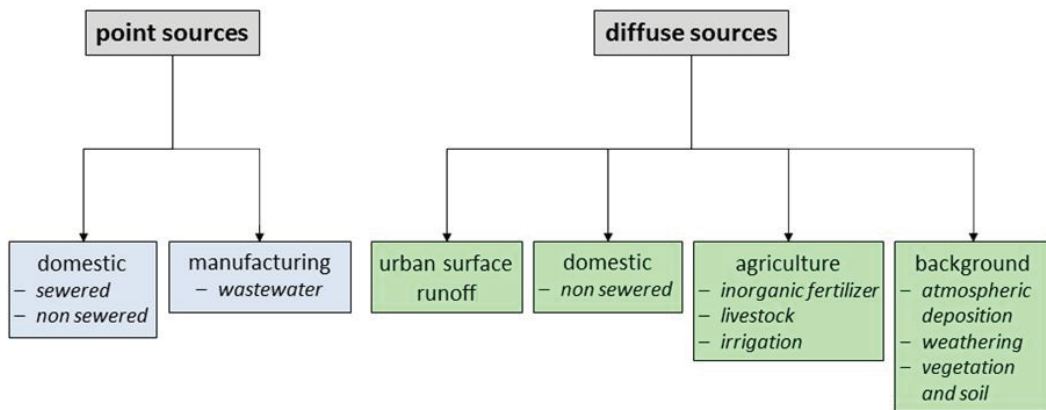 point sources
diffuse sources
domestic
– sewered
– non sewered
manufacturing
– wastewater
urban surface
runoff
domestic
– non sewered
agriculture
– inorganic fertilizer
– livestock
– irrigation
background
– atmospheric
deposition
– weathering
– vegetation
and soil